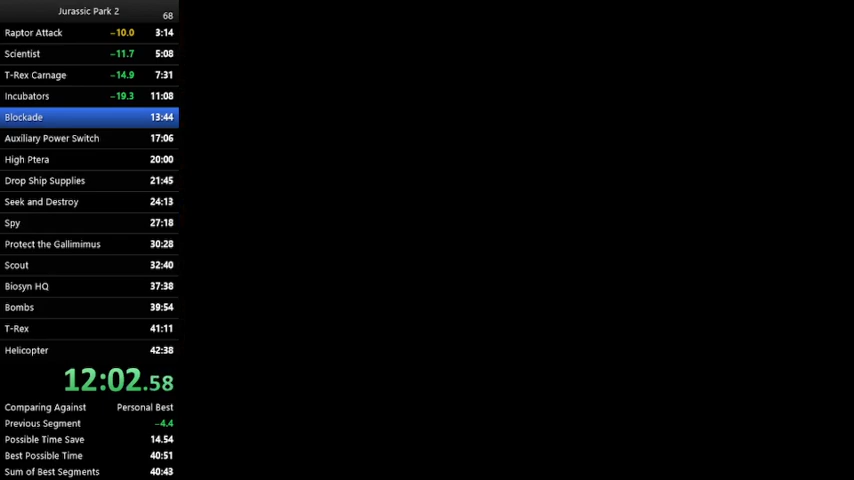 Jurassic Park 2
68
Raptor Attack −10.0 3:14
Scientist −11.7 5:08
T-Rex Carnage −14.9 7:31
Incubators −19.3 11:08
Blockade 13:44
Auxiliary Power Switch 17:06
High Ptera 20:00
Drop Ship Supplies 21:45
Seek and Destroy 24:13
Spy 27:18
Protect the Gallimimus 30:28
Scout 32:40
Biosyn HQ 37:38
Bombs 39:54
T-Rex 41:11
Helicopter 42:38
12:02.58
Comparing Against Personal Best
Previous Segment −4.4
Possible Time Save 14.54
Best Possible Time 40:51
Sum of Best Segments 40:43